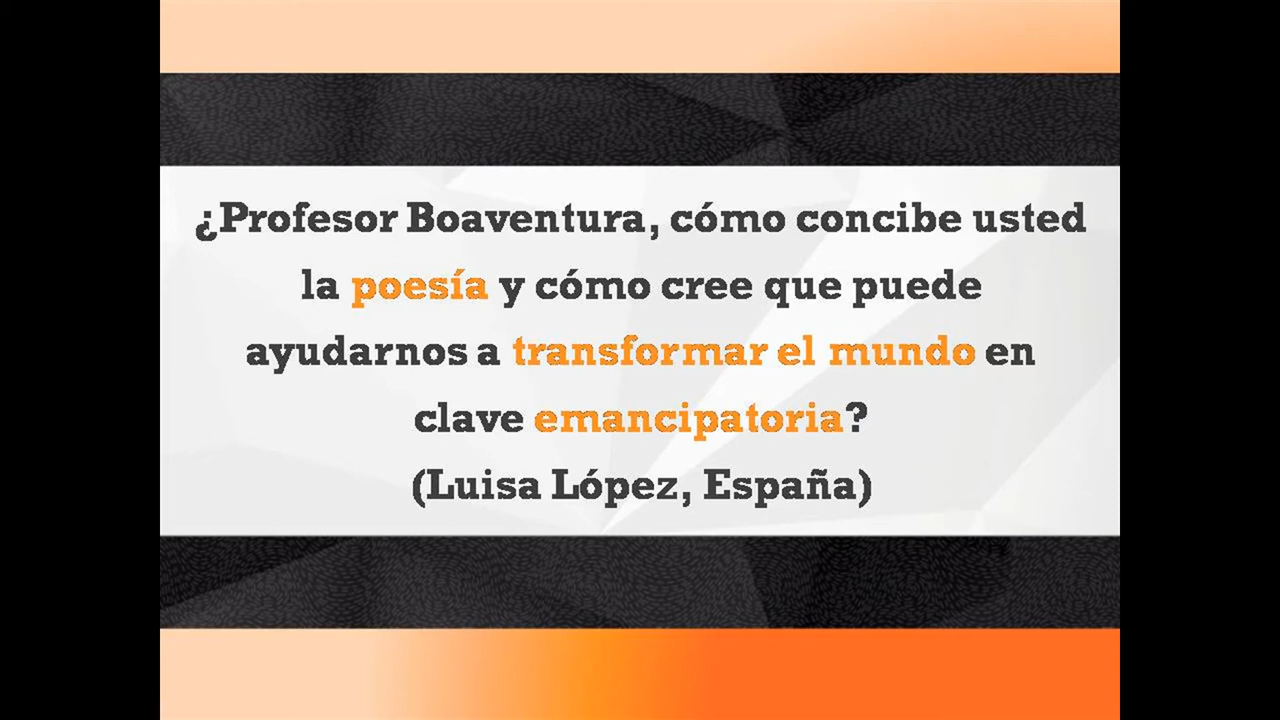 ¿Profesor Boaventura, cómo concibe usted
la poesía y cómo cree que puede
ayudarnos a transformar el mundo en
clave emancipatoria?
(Luisa López, España)